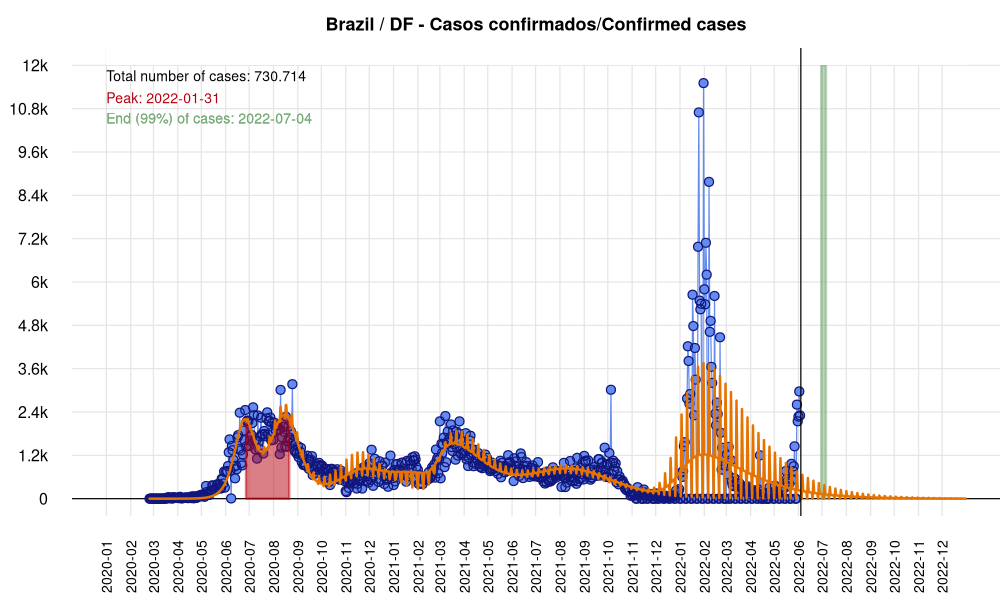 Brazil / DF - Casos confirmados/Confirmed cases
Total number of cases: 730.714
Peak: 2022-01-31
End (99%) of cases: 2022-07-04
12k
10.8k
9.6k
8.4k
7.2k
6k
4.8k
3.6k
2.4k
1.2k
0
2020-01
2020-02
2020-03
2020-04
2020-05
2020-06
2020-07
2020-08
2020-09
2020-10
2020-11
2020-12
2021-01
2021-02
2021-03
2021-04
2021-05
2021-06
2021-07
2021-08
2021-09
2021-10
2021-11
2021-12
2022-01
2022-02
2022-03
2022-04
2022-05
2022-06
2022-07
2022-08
2022-09
2022-10
2022-11
2022-12